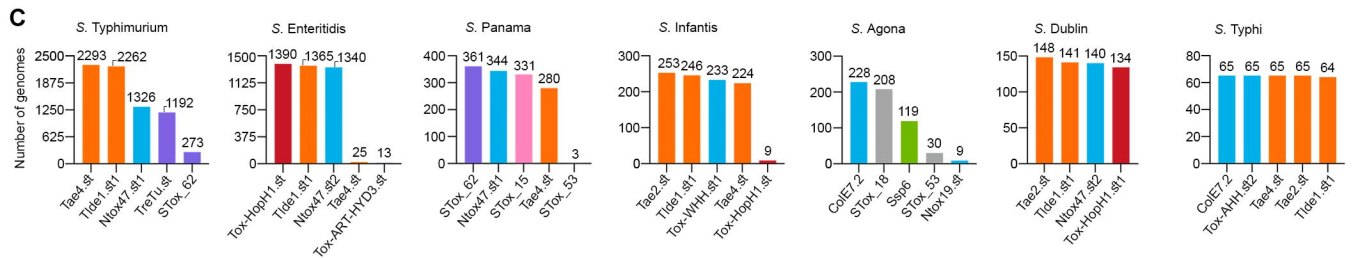 C
S. Typhimurium
Number of genomes
2500
1875
1250
625
0
2293
2262
1326
1192
273
Tae4.st
Tlde1.st1
Ntox47.st1
TreTu.st
STox_62
S. Enteritidis
1500
1125
750
375
0
1390
1365
1340
25
13
Tox-HopH1.st
Tlde1.st1
Ntox47.st2
Tae4.st
Tox-ART-HYD3.st
S. Panama
400
300
200
100
0
361
344
331
280
3
STox_62
Ntox47.st1
STox_15
Tae4.st
STox_53
S. Infantis
300
200
100
0
253
246
233
224
9
Tae2.st
Tlde1.st1
Tox-WHH.st1
Tae4.st
Tox-HopH1.st
S. Agona
300
200
100
0
228
208
119
30
9
ColE7.2
STox_18
Ssp6
STox_53
Ntox19.st
S. Dublin
150
100
50
0
148
141
140
134
Tae2.st
Tlde1.st1
Ntox47.st2
Tox-HopH1.st1
S. Typhi
80
60
40
20
0
65
65
65
65
64
ColE7.2
Tox-AHH.st2
Tae4.st
Tae2.st
Tlde1.st1